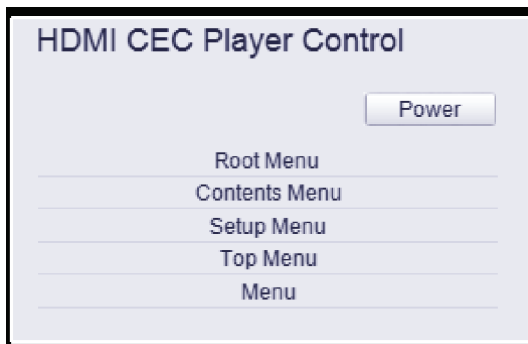 HDMI CEC Player Control
Power
Root Menu
Contents Menu
Setup Menu
Top Menu
Menu